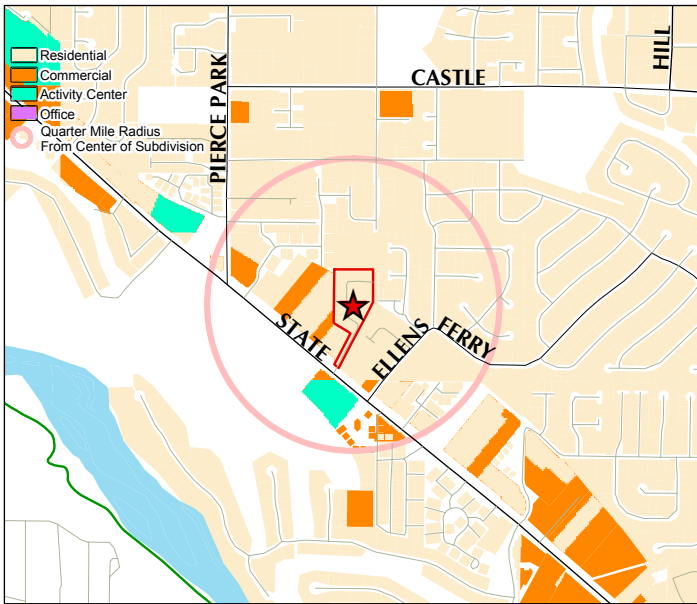 Residential
Commercial
Activity Center
Office
Quarter Mile Radius
From Center of Subdivision
PIERCE PARK
CASTLE
HILL
STATE
ELLENS
FERRY